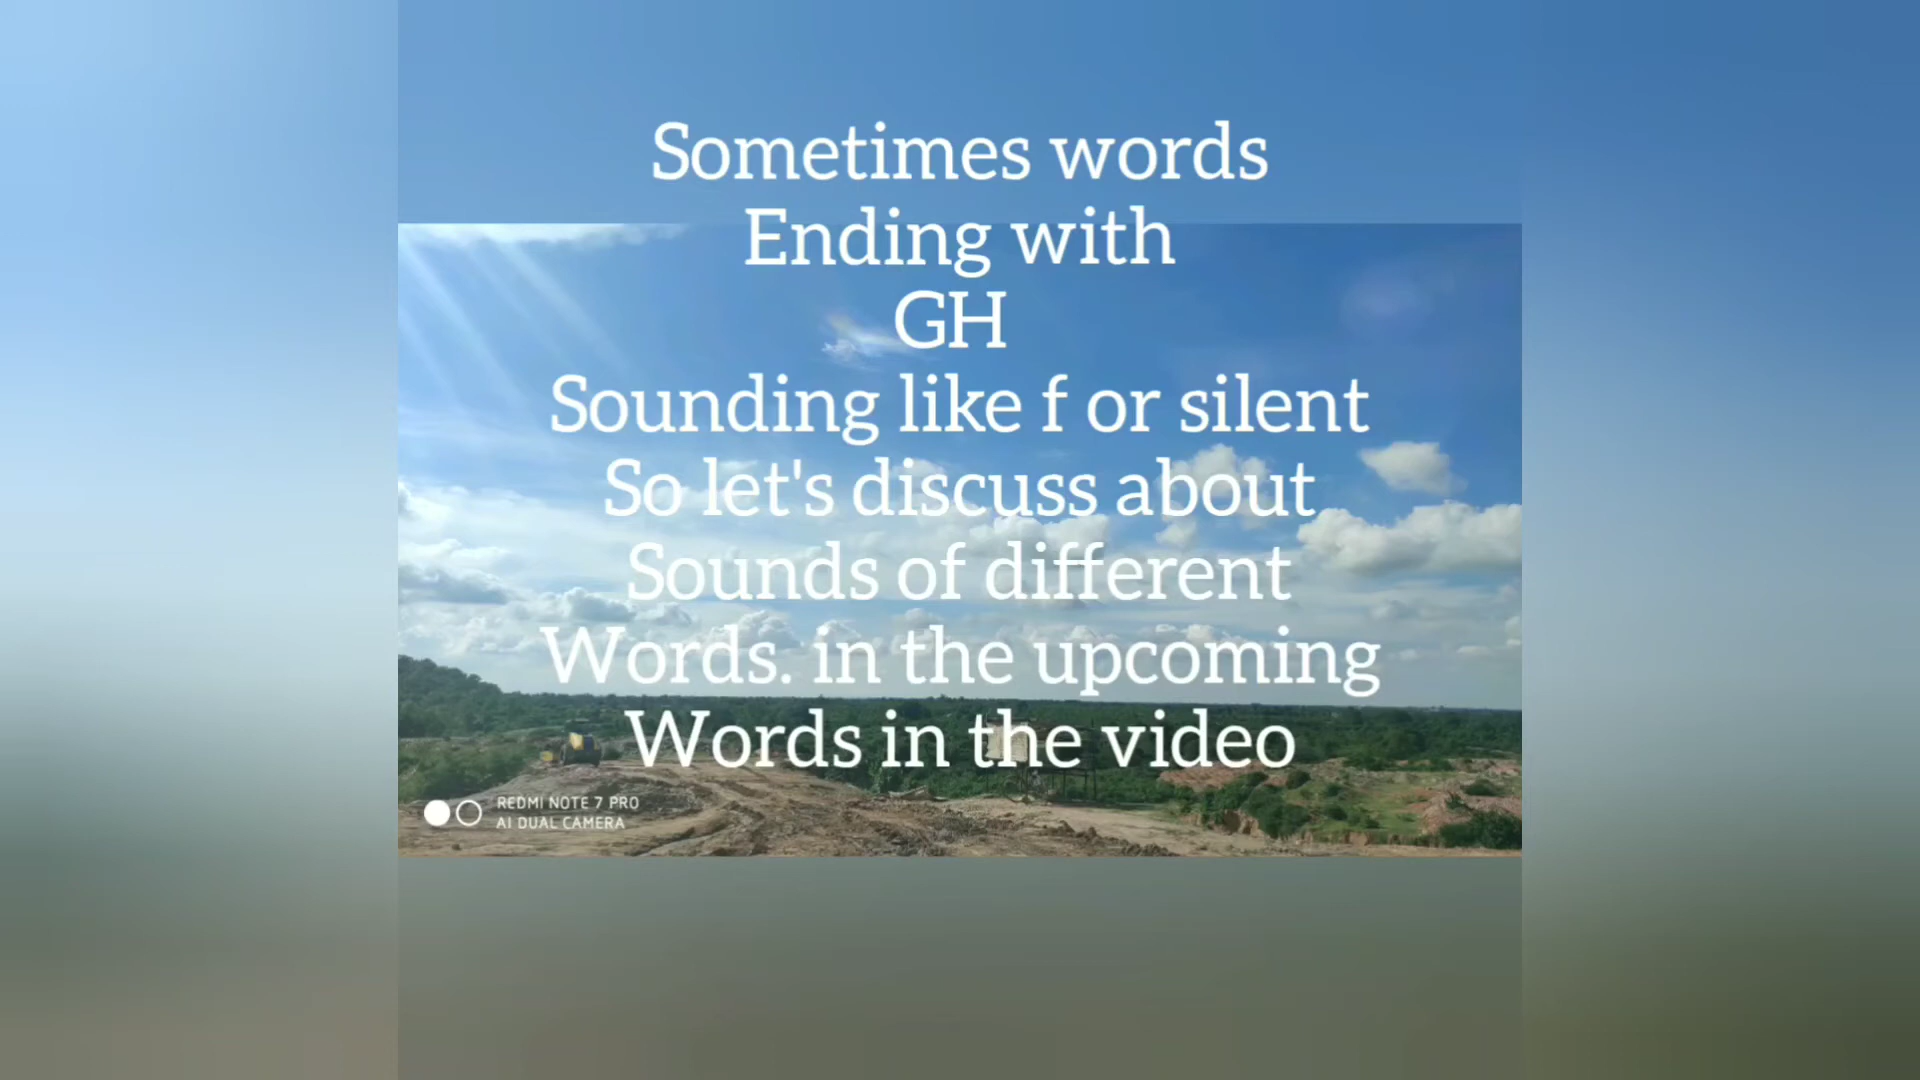 Sometimes words
Ending with
GH
Sounding like f or silent
So let's discuss about
Sounds of different
Words. in the upcoming
Words in the video
REDMI NOTE 7 PRO
AI DUAL CAMERA